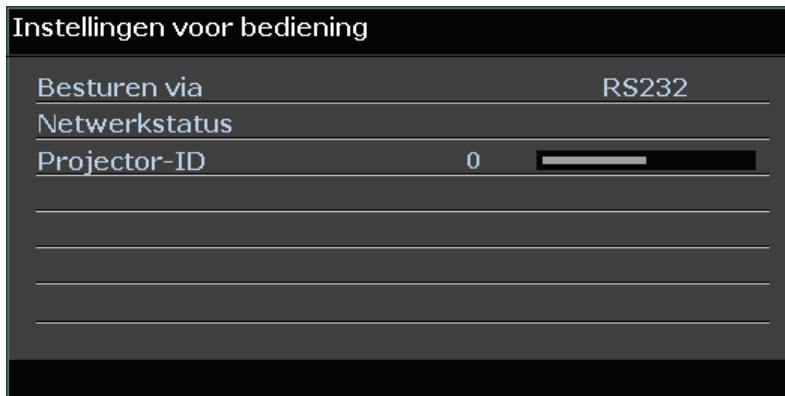 Instellingen voor bediening
Besturen via RS232
Netwerkstatus
Projector-ID 0